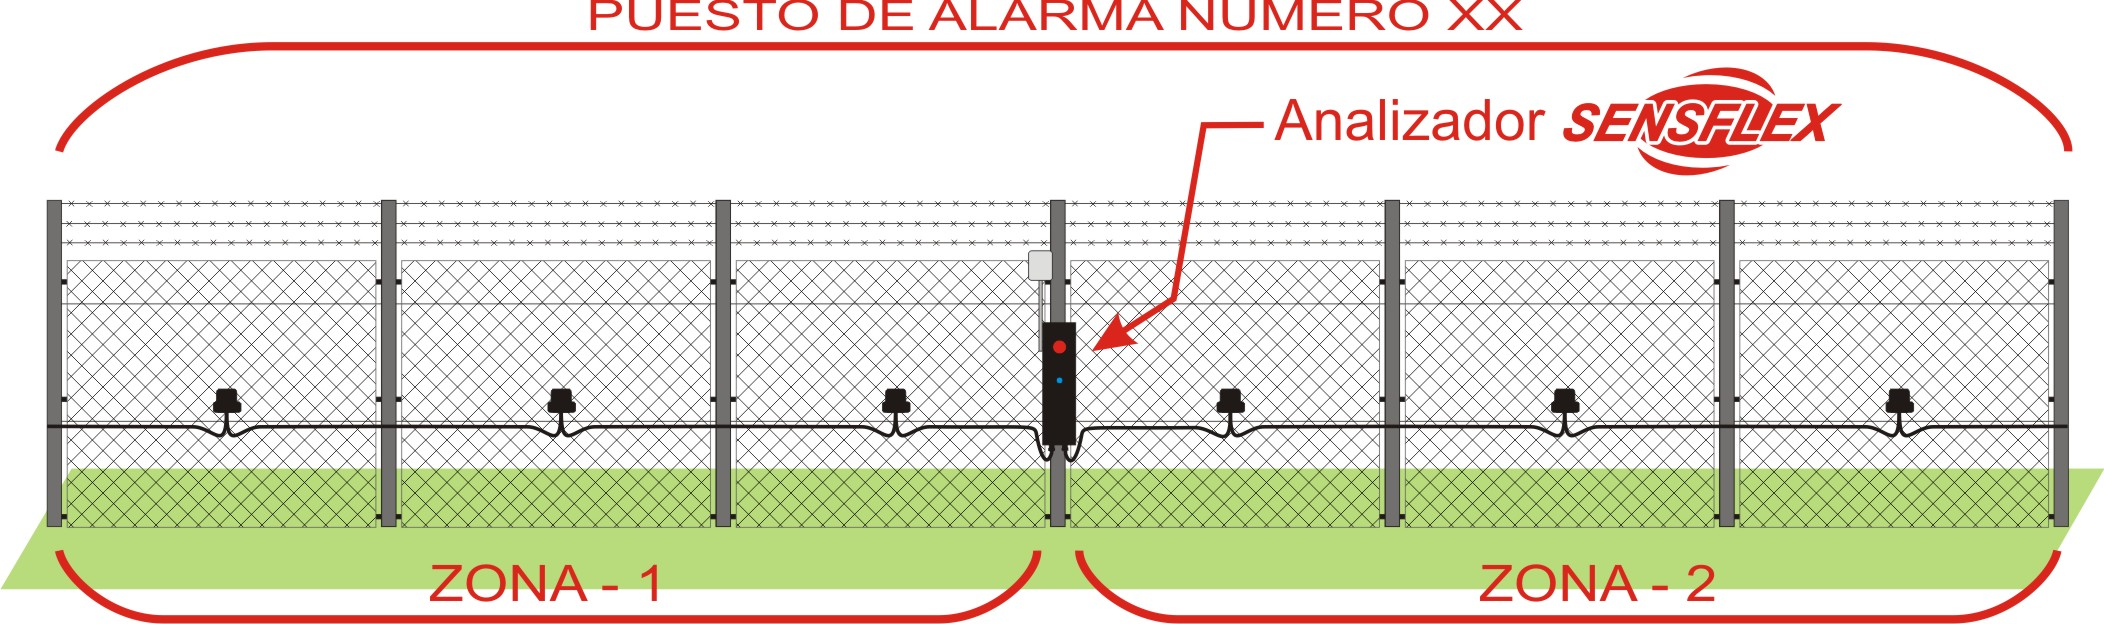 PUESTO DE ALARMA NUMERO XX
Analizador SENSFLEX
ZONA - 1
ZONA - 2